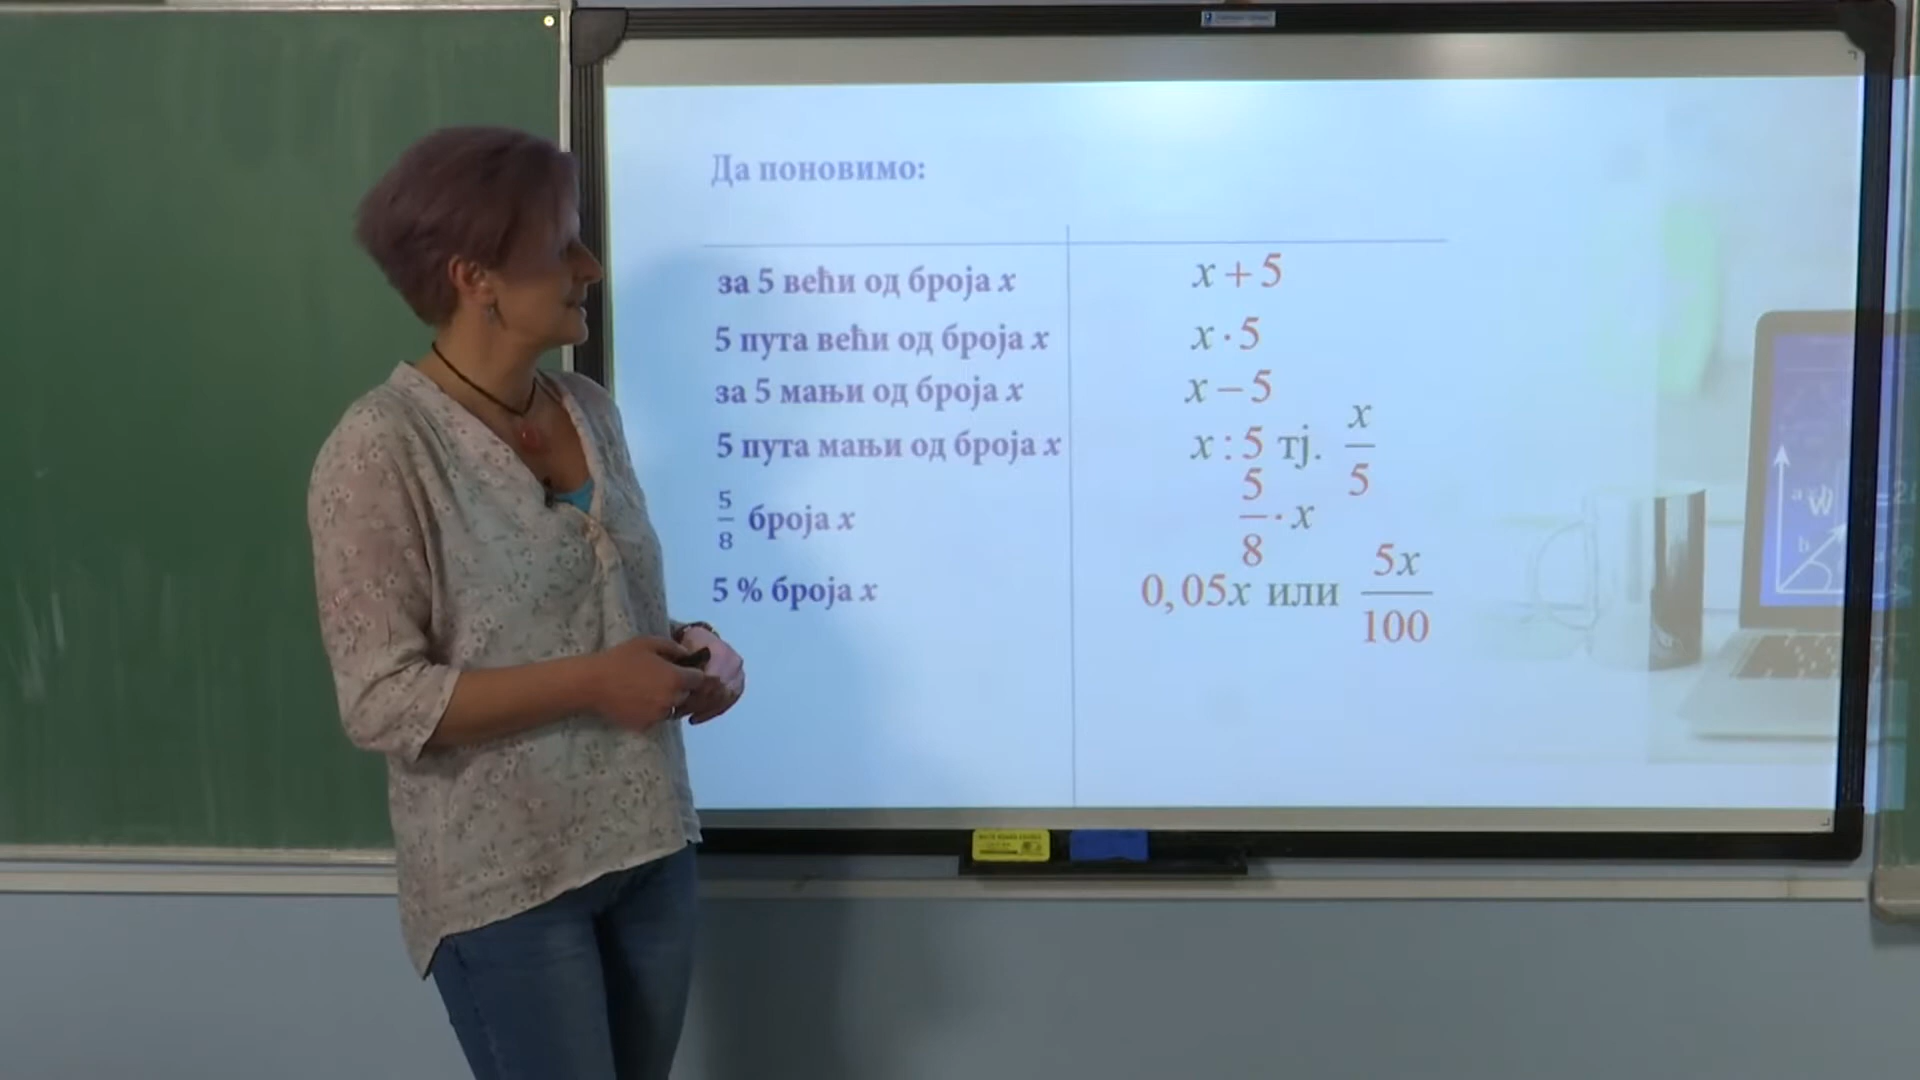 Да поновимо:
за 5 већи од броја x	x + 5
5 пута већи од броја x	x · 5
за 5 мањи од броја x	x – 5
5 пута мањи од броја x	x : 5 тј. x/5
5/8 броја x	5/8 · x
5 % броја x	0,05x или 5x/100
W
b